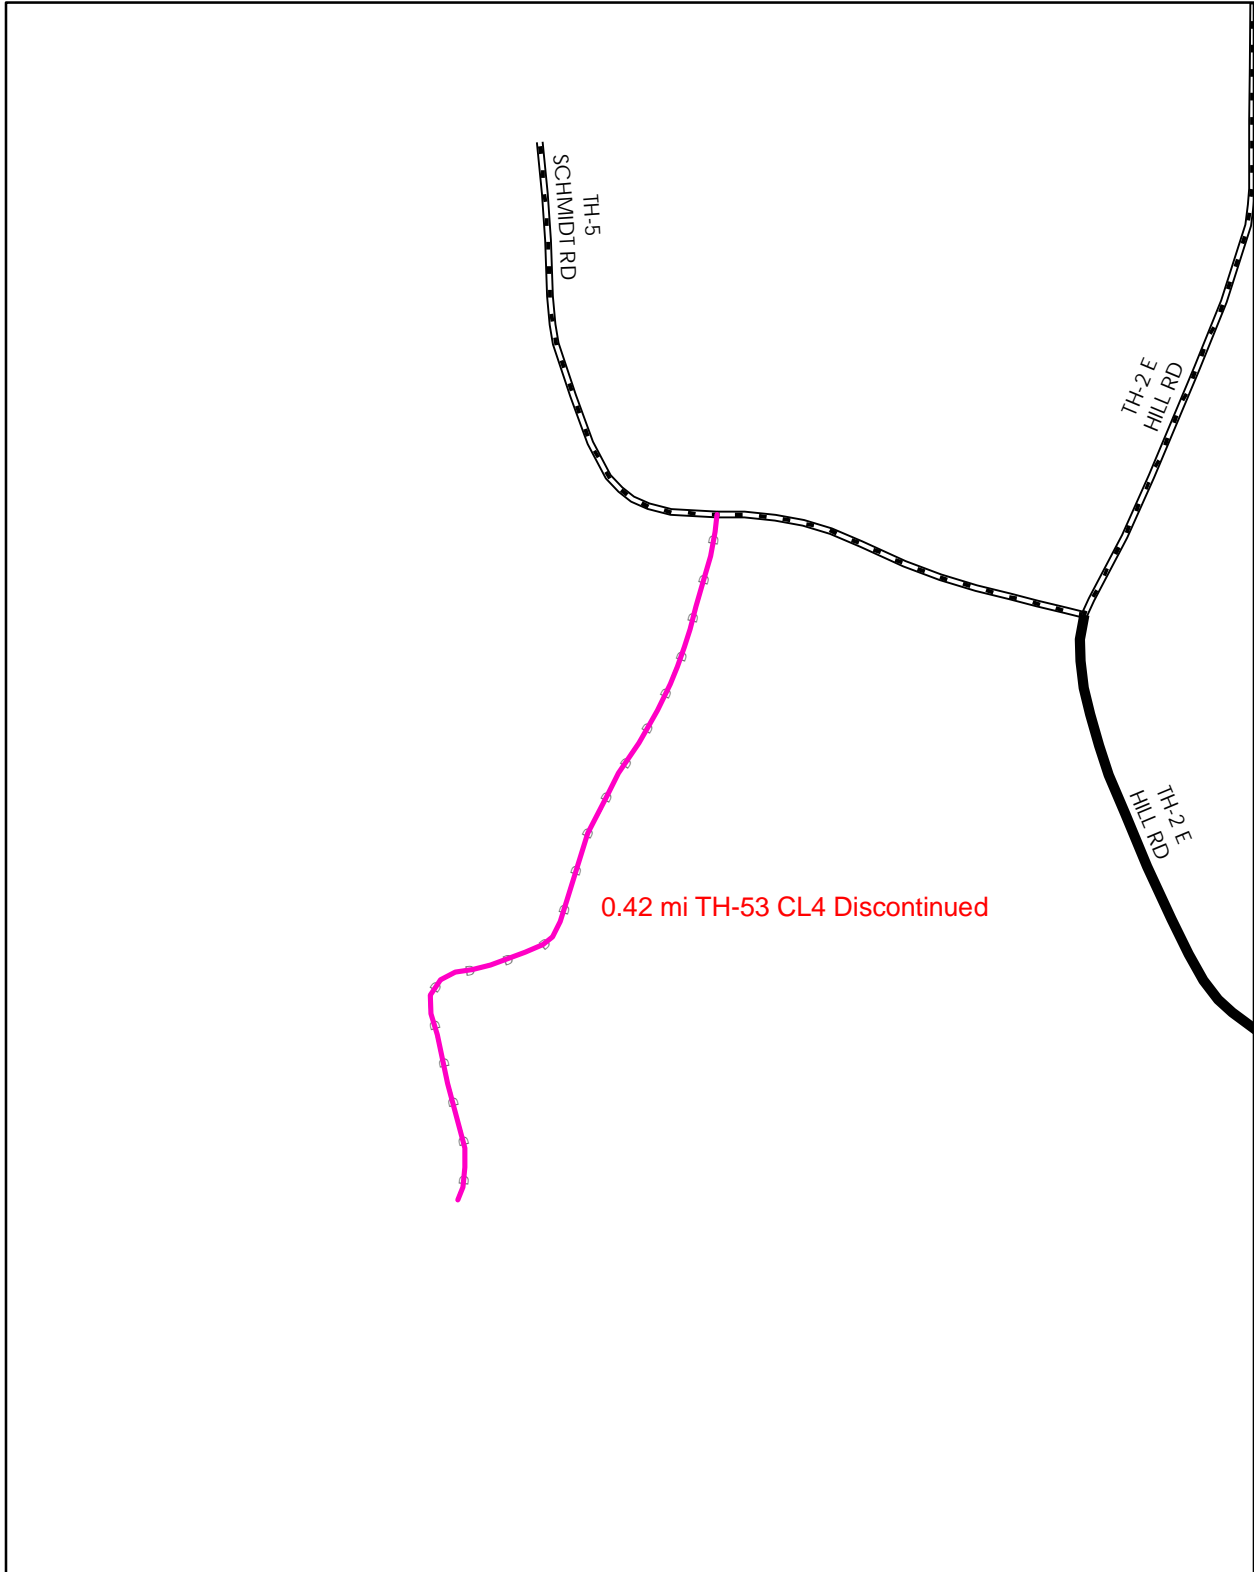 TH-5
SCHMIDT RD
TH-2 E
HILL RD
TH-2 E
HILL RD
0.42 mi TH-53 CL4 Discontinued